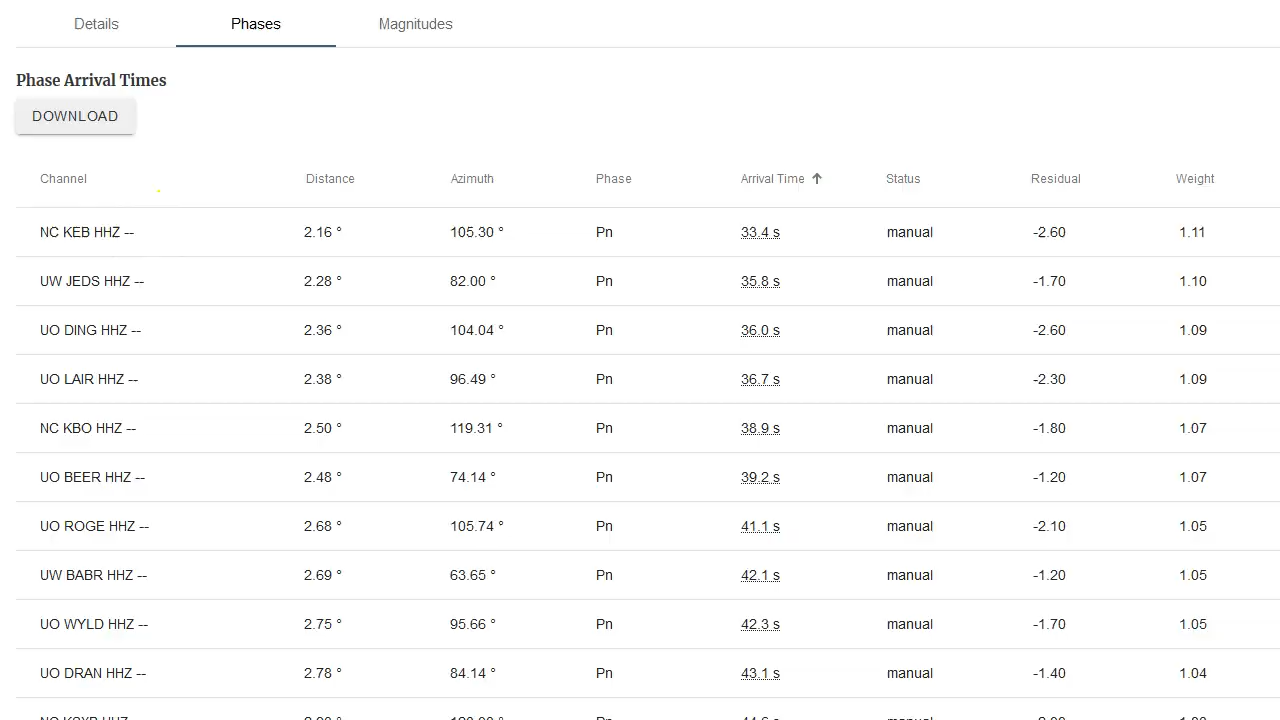 Details Phases Magnitudes
Phase Arrival Times
DOWNLOAD
Channel Distance Azimuth Phase Arrival Time Status Residual Weight
NC KEB HHZ -- 2.16 ° 105.30 ° Pn 33.4 s manual -2.60 1.11
UW JEDS HHZ -- 2.28 ° 82.00 ° Pn 35.8 s manual -1.70 1.10
UO DING HHZ -- 2.36 ° 104.04 ° Pn 36.0 s manual -2.60 1.09
UO LAIR HHZ -- 2.38 ° 96.49 ° Pn 36.7 s manual -2.30 1.09
NC KBO HHZ -- 2.50 ° 119.31 ° Pn 38.9 s manual -1.80 1.07
UO BEER HHZ -- 2.48 ° 74.14 ° Pn 39.2 s manual -1.20 1.07
UO ROGE HHZ -- 2.68 ° 105.74 ° Pn 41.1 s manual -2.10 1.05
UW BABR HHZ -- 2.69 ° 63.65 ° Pn 42.1 s manual -1.20 1.05
UO WYLD HHZ -- 2.75 ° 95.66 ° Pn 42.3 s manual -1.70 1.05
UO DRAN HHZ -- 2.78 ° 84.14 ° Pn 43.1 s manual -1.40 1.04